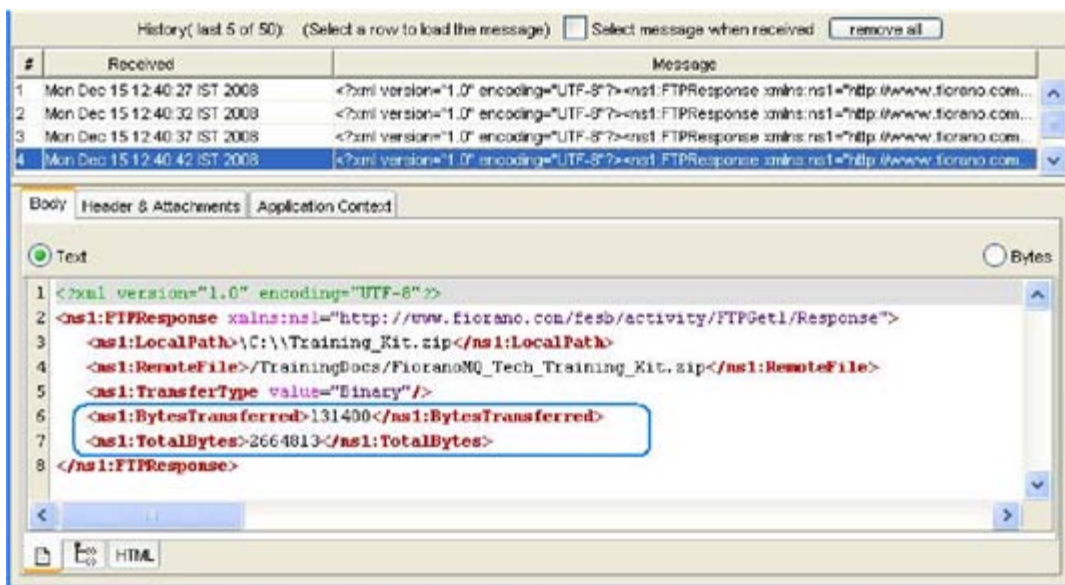 History( last 5 of 50): (Select a row to load the message) Select message when received remove all
# Received Message
1 Mon Dec 15 12:40:27 IST 2008 <?xml version="1.0" encoding="UTF-8"?><ns1:FTPResponse xmlns:ns1="http://www.fiorano.com...
2 Mon Dec 15 12:40:32 IST 2008 <?xml version="1.0" encoding="UTF-8"?><ns1:FTPResponse xmlns:ns1="http://www.fiorano.com...
3 Mon Dec 15 12:40:37 IST 2008 <?xml version="1.0" encoding="UTF-8"?><ns1:FTPResponse xmlns:ns1="http://www.fiorano.com...
4 Mon Dec 15 12:40:42 IST 2008 <?xml version="1.0" encoding="UTF-8"?><ns1:FTPResponse xmlns:ns1="http://www.fiorano.com...
Body Header & Attachments Application Context
Text Bytes
1 <?xml version="1.0" encoding="UTF-8"?>
2 <ns1:FTPResponse xmlns:ns1="http://www.fiorano.com/fesb/activity/FTPGet1/Response">
3 <ns1:LocalPath>\C:\\Training_Kit.zip</ns1:LocalPath>
4 <ns1:RemoteFile>/TrainingDocs/FioranoMQ_Tech_Training_Kit.zip</ns1:RemoteFile>
5 <ns1:TransferType value="Binary"/>
6 <ns1:BytesTransferred>131400</ns1:BytesTransferred>
7 <ns1:TotalBytes>2664813</ns1:TotalBytes>
8 </ns1:FTPResponse>
HTML